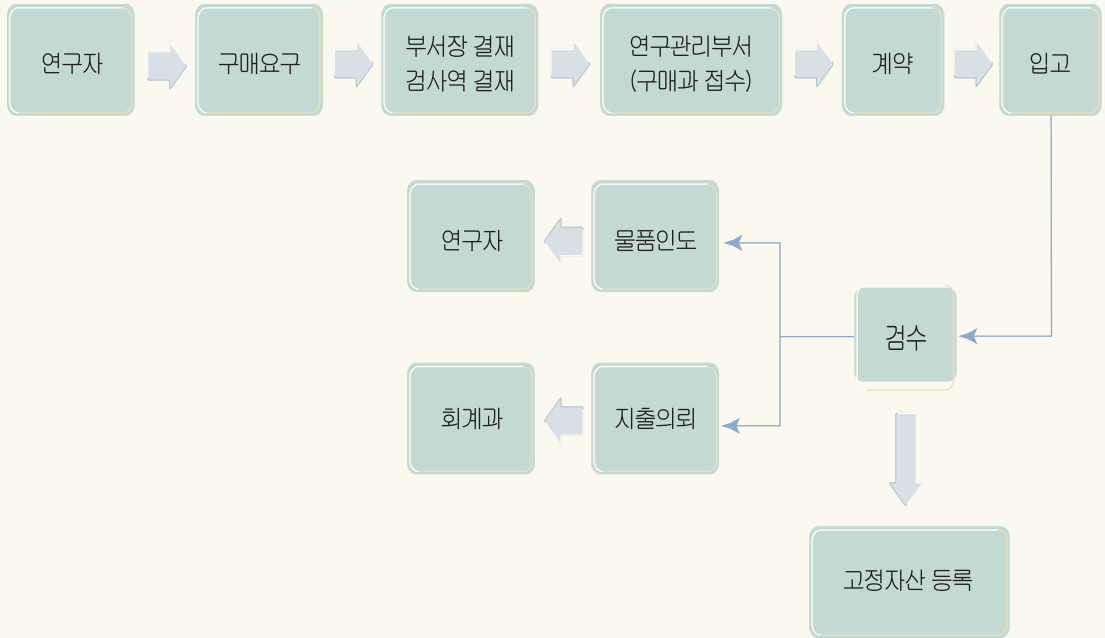 연구자
구매요구
부서장 결재
검사역 결재
연구관리부서
(구매과 접수)
계약
입고
연구자
물품인도
검수
회계과
지출의뢰
고정자산 등록